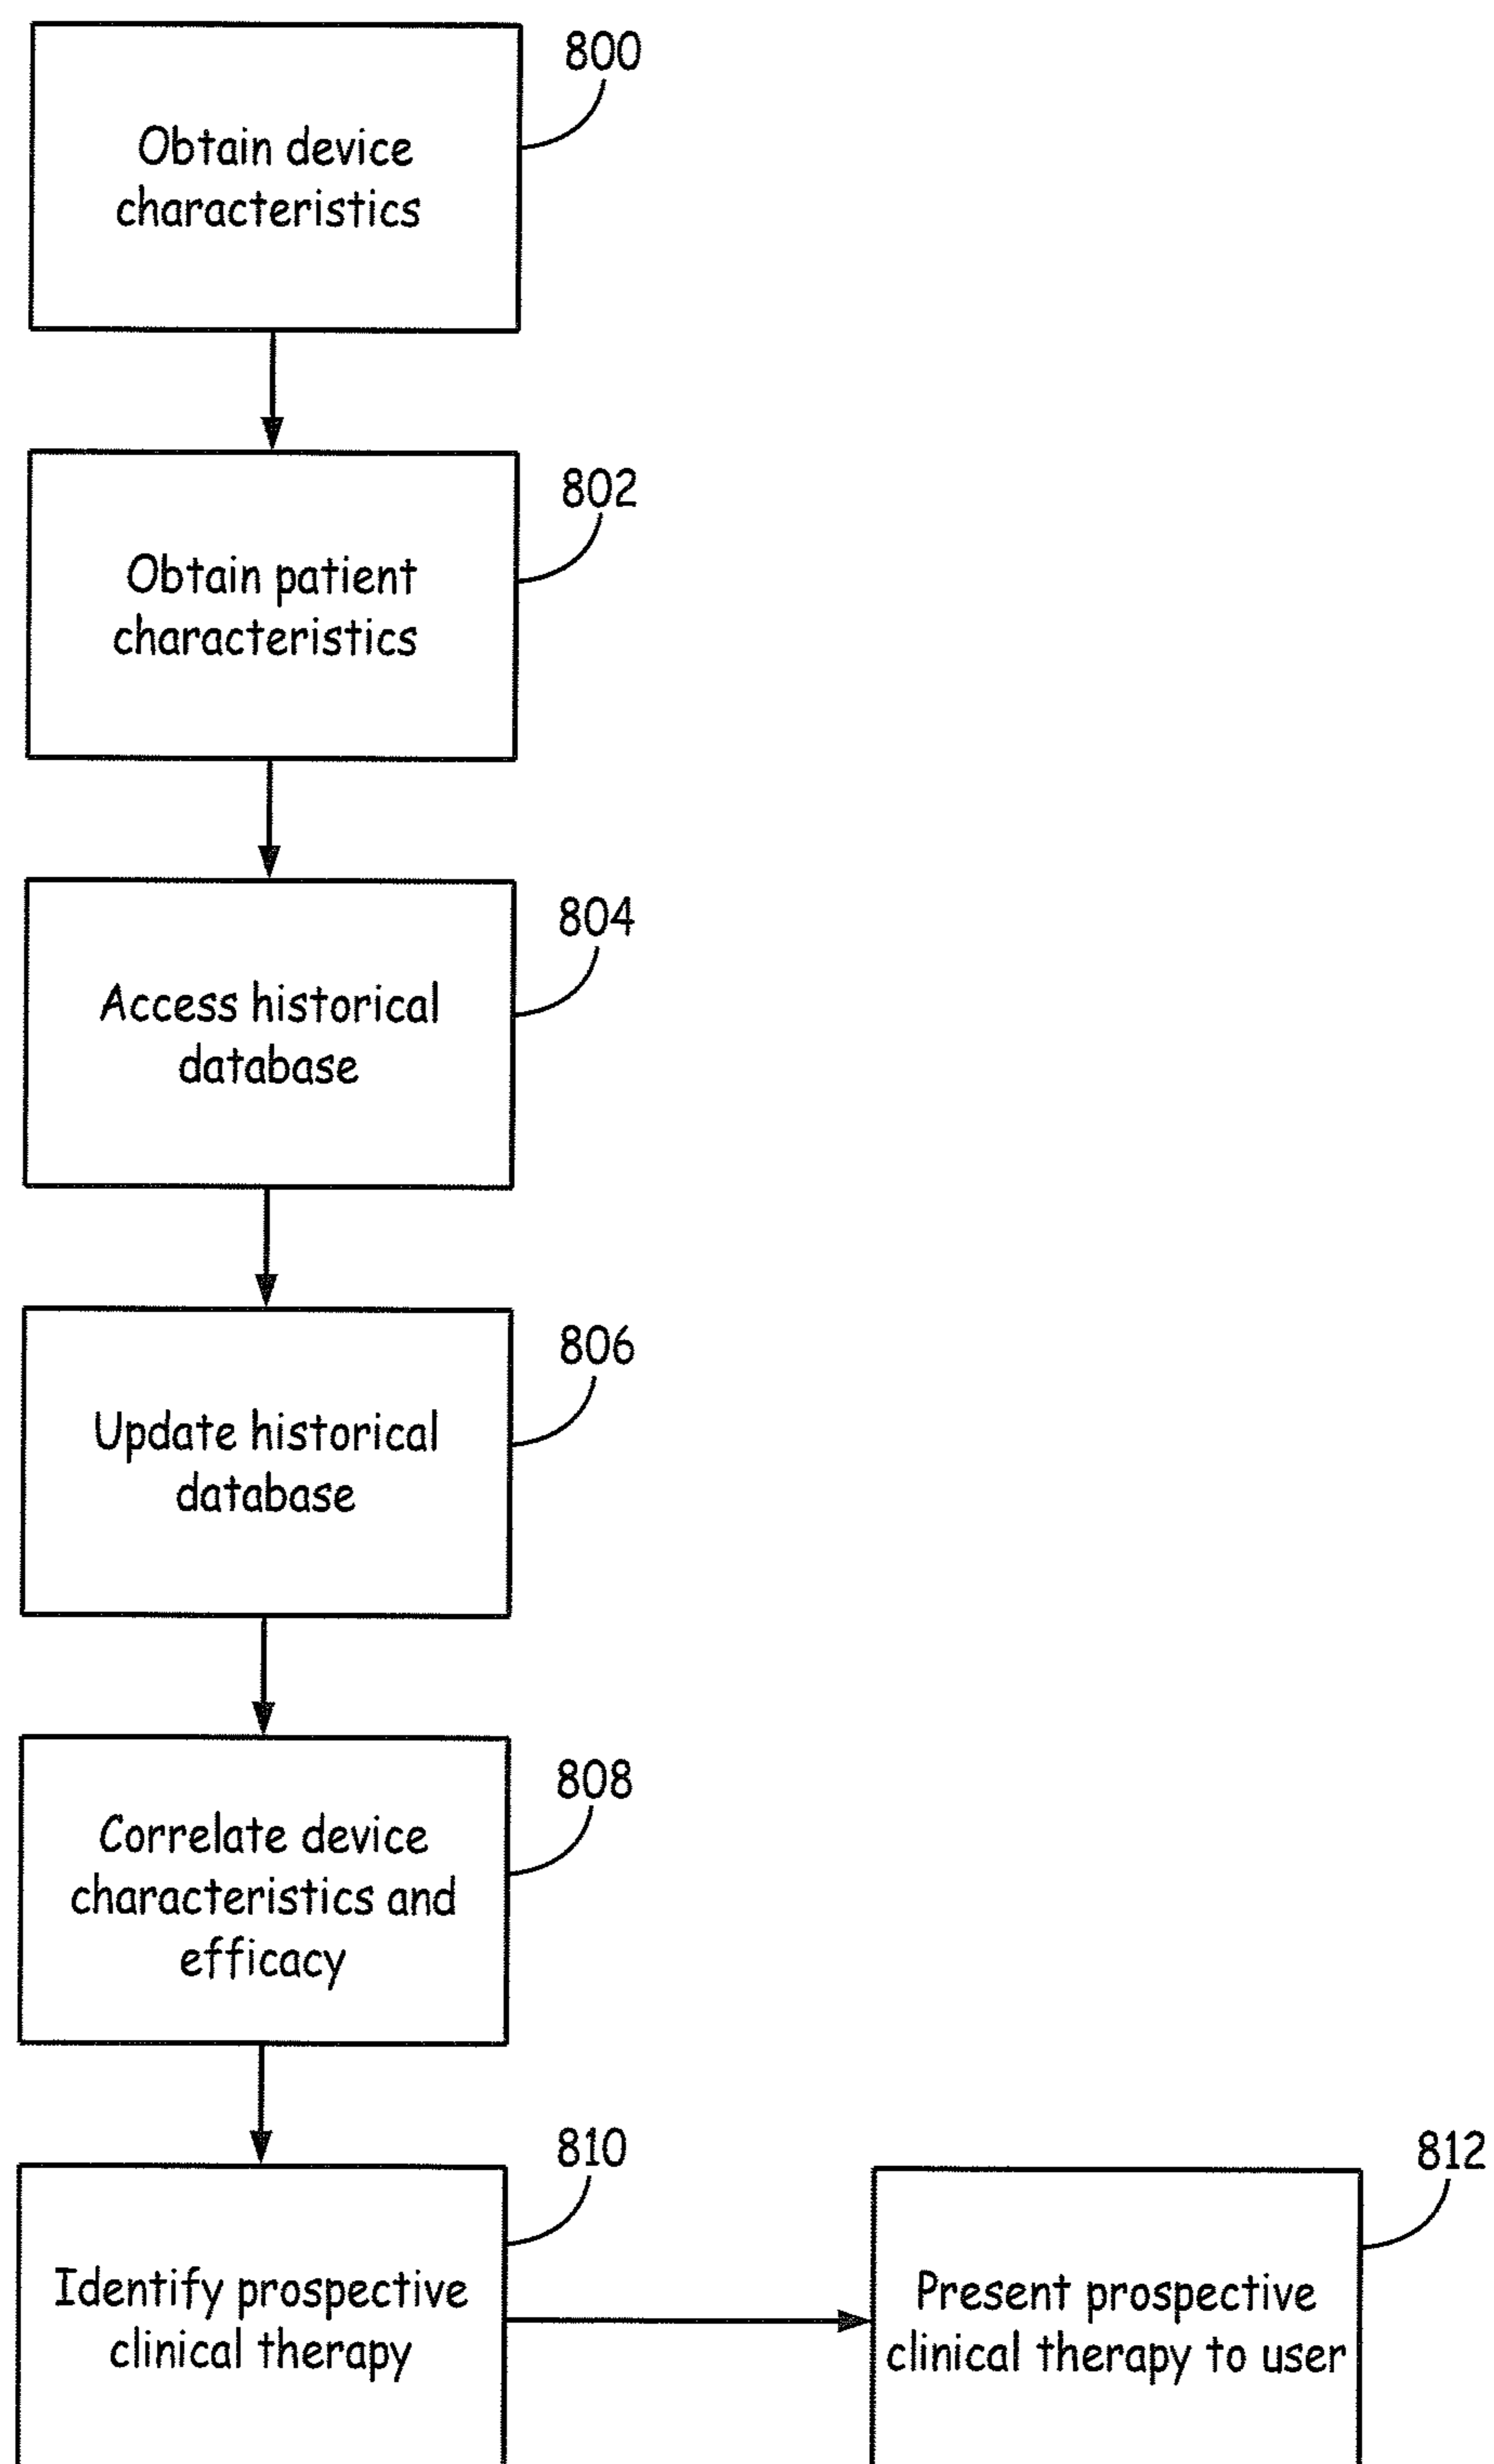 800
Obtain device
characteristics
802
Obtain patient
characteristics
804
Access historical
database
806
Update historical
database
808
Correlate device
characteristics and
efficacy
810
Identify prospective
clinical therapy
812
Present prospective
clinical therapy to user